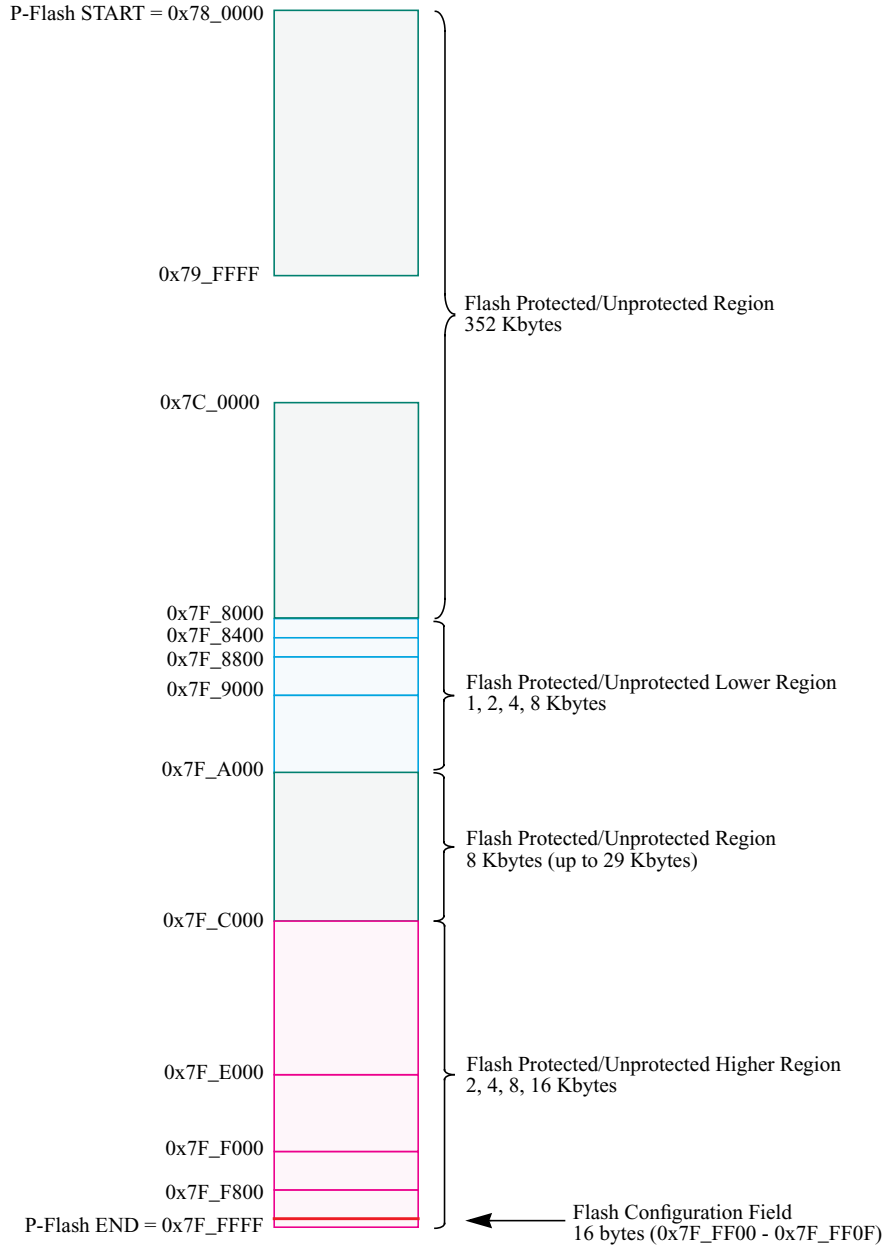 P-Flash START = 0x78_0000
0x79_FFFF
Flash Protected/Unprotected Region
352 Kbytes
0x7C_0000
0x7F_8000
0x7F_8400
0x7F_8800
0x7F_9000
Flash Protected/Unprotected Lower Region
1, 2, 4, 8 Kbytes
0x7F_A000
Flash Protected/Unprotected Region
8 Kbytes (up to 29 Kbytes)
0x7F_C000
0x7F_E000
Flash Protected/Unprotected Higher Region
2, 4, 8, 16 Kbytes
0x7F_F000
0x7F_F800
P-Flash END = 0x7F_FFFF
Flash Configuration Field
16 bytes (0x7F_FF00 - 0x7F_FF0F)